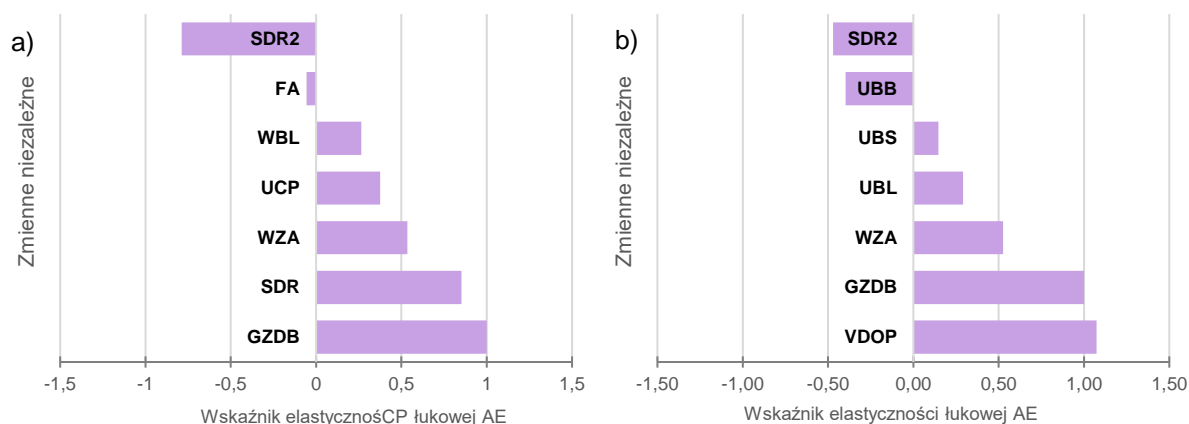 a)
Zmienne niezależne
SDR2
FA
WBL
UCP
WZA
SDR
GZDB
-1,5 -1 -0,5 0 0,5 1 1,5
Wskaźnik elastycznośCP łukowej AE
b)
Zmienne niezależne
SDR2
UBB
UBS
UBL
WZA
GZDB
VDOP
-1,50 -1,00 -0,50 0,00 0,50 1,00 1,50
Wskaźnik elastyczności łukowej AE